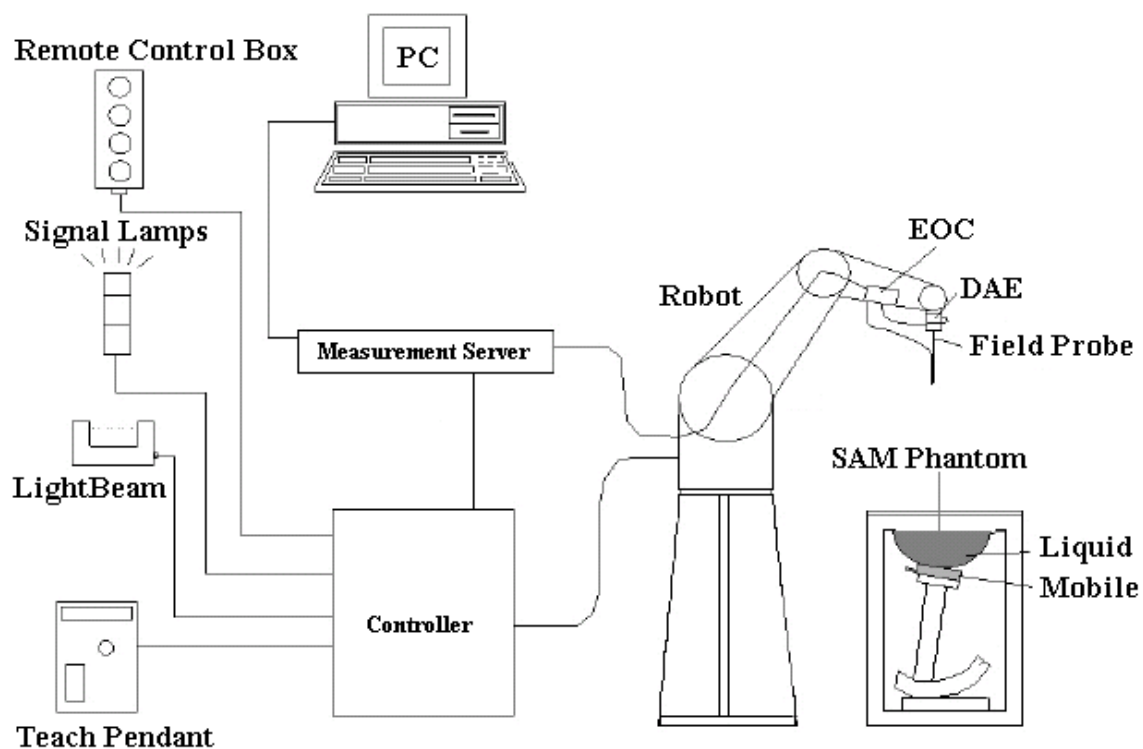 Remote Control Box
PC
Signal Lamps
EOC
DAE
Robot
Field Probe
Measurement Server
LightBeam
SAM Phantom
Liquid
Mobile
Controller
Teach Pendant